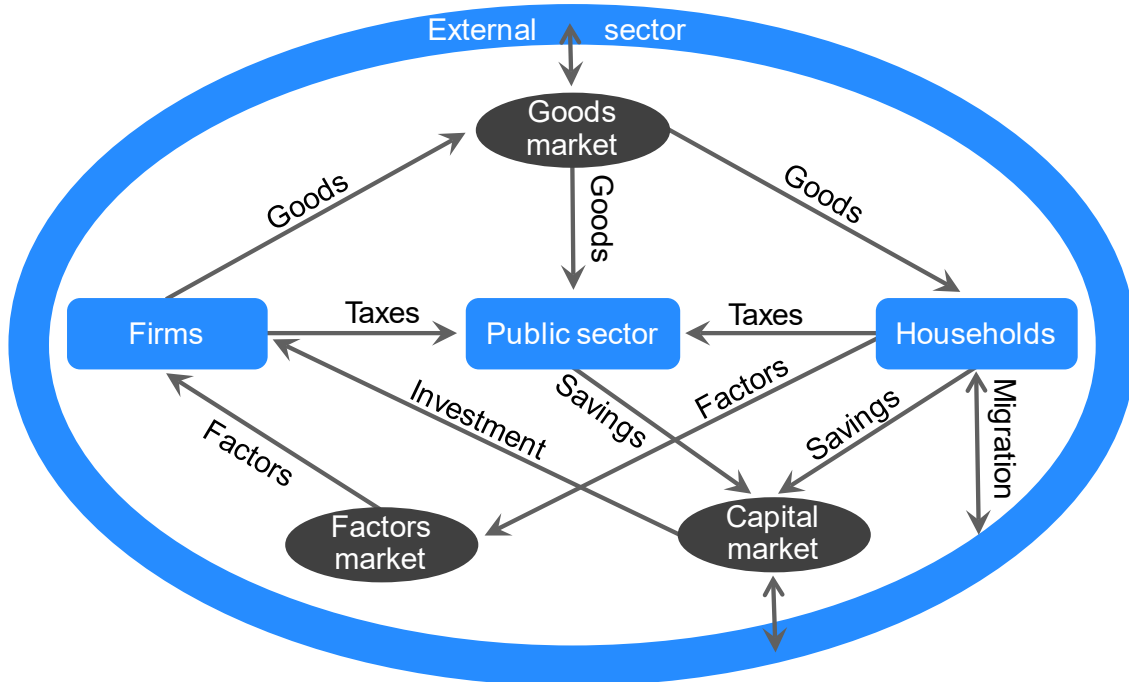 External sector
Goods
market
Goods
Goods
Goods
Firms
Taxes
Public sector
Taxes
Households
Factors
Investment
Savings
Factors
Savings
Migration
Factors
market
Capital
market